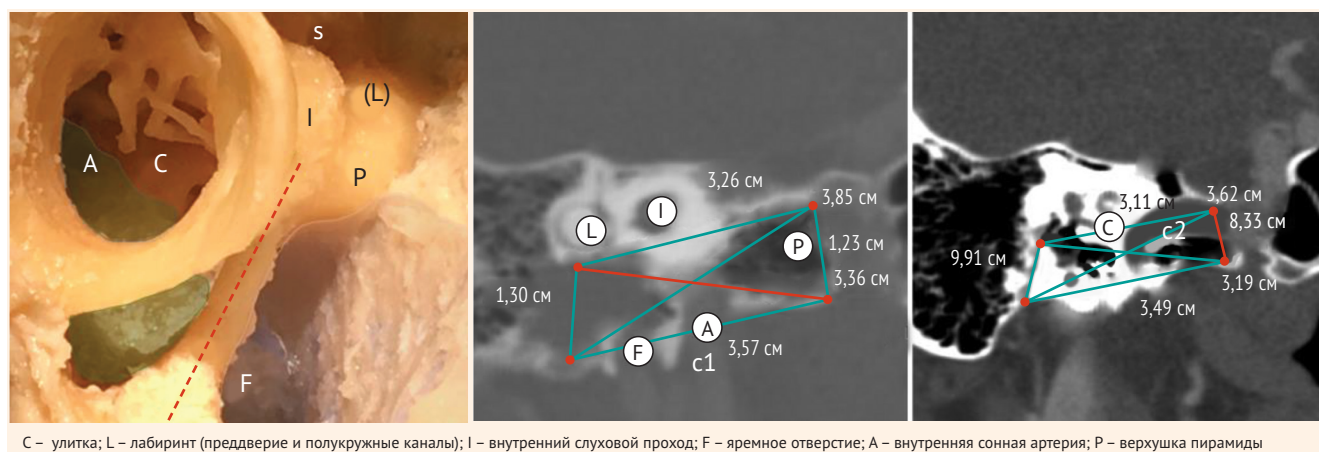 s
(L)
I
A
C
P
F
3,26 см
3,85 см
I
L
P
1,23 см
3,36 см
1,30 см
A
F
3,57 см
c1
3,11 см
3,62 см
C
c2
8,33 см
9,91 см
3,19 см
3,49 см
C – улитка; L – лабиринт (преддверие и полукружные каналы); I – внутренний слуховой проход; F – яремное отверстие; A – внутренняя сонная артерия; P – верхушка пирамиды